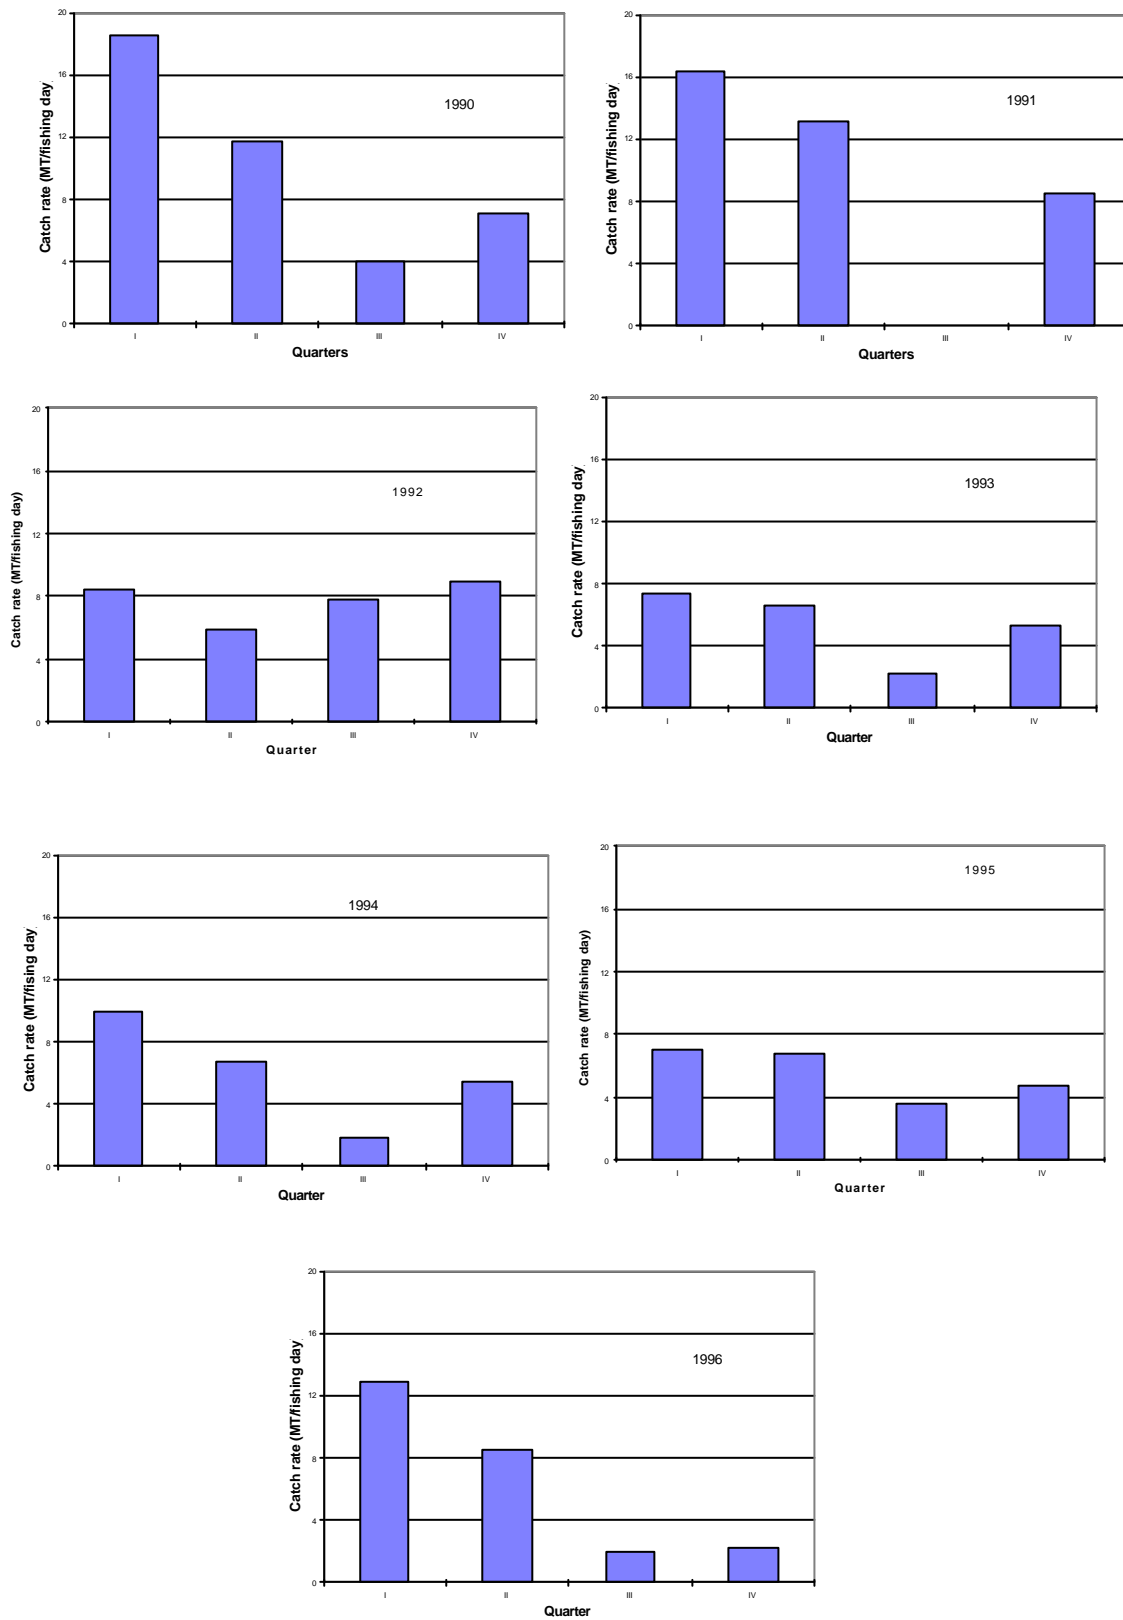 20
16
12
8
4
0
Catch rate (MT/fishing day)
1990
I II III IV
Quarters
20
16
12
8
4
0
Catch rate (MT/fishing day)
1991
I II III IV
Quarters
20
16
12
8
4
0
Catch rate (MT/fishing day)
1992
I II III IV
Quarter
20
16
12
8
4
0
Catch rate (MT/fishing day)
1993
I II III IV
Quarter
20
16
12
8
4
0
Catch rate (MT/fising day)
1994
I II III IV
Quarter
20
16
12
8
4
0
Catch rate (MT/fishing day)
1995
I II III IV
Quarter
20
16
12
8
4
0
Catch rate (MT/fishing day)
1996
I II III IV
Quarter